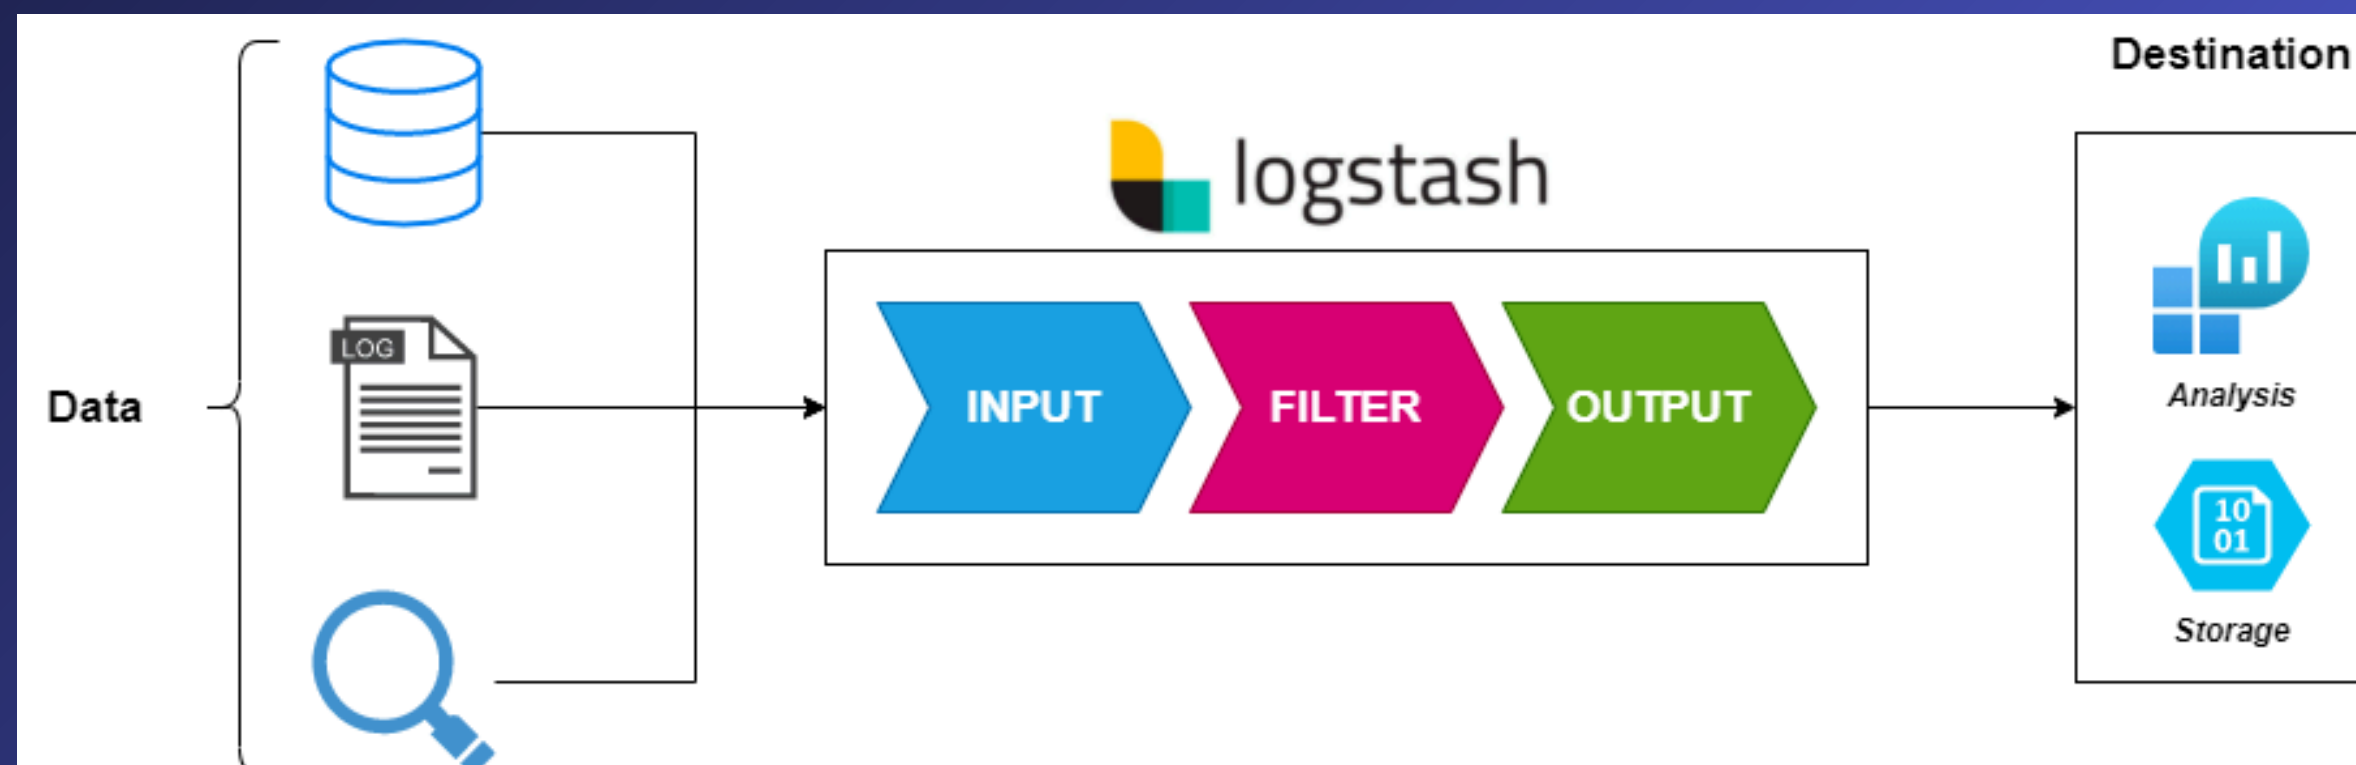 Destination
logstash
LOG
Data
INPUT
FILTER
OUTPUT
Analysis
10
01
Storage